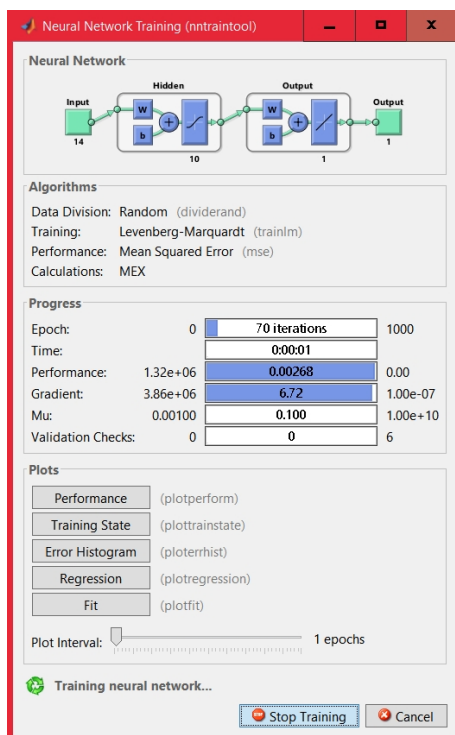 Neural Network Training (nntraintool)
Neural Network
Hidden Output
Input Output
W W
+ +
b b
14 10 1 1
Algorithms
Data Division: Random (dividerand)
Training: Levenberg-Marquardt (trainlm)
Performance: Mean Squared Error (mse)
Calculations: MEX
Progress
Epoch: 0 70 iterations 1000
Time: 0:00:01
Performance: 1.32e+06 0.00268 0.00
Gradient: 3.86e+06 6.72 1.00e-07
Mu: 0.00100 0.100 1.00e+10
Validation Checks: 0 0 6
Plots
Performance (plotperform)
Training State (plottrainstate)
Error Histogram (ploterrhist)
Regression (plotregression)
Fit (plotfit)
Plot Interval: 1 epochs
Training neural network...
Stop Training Cancel